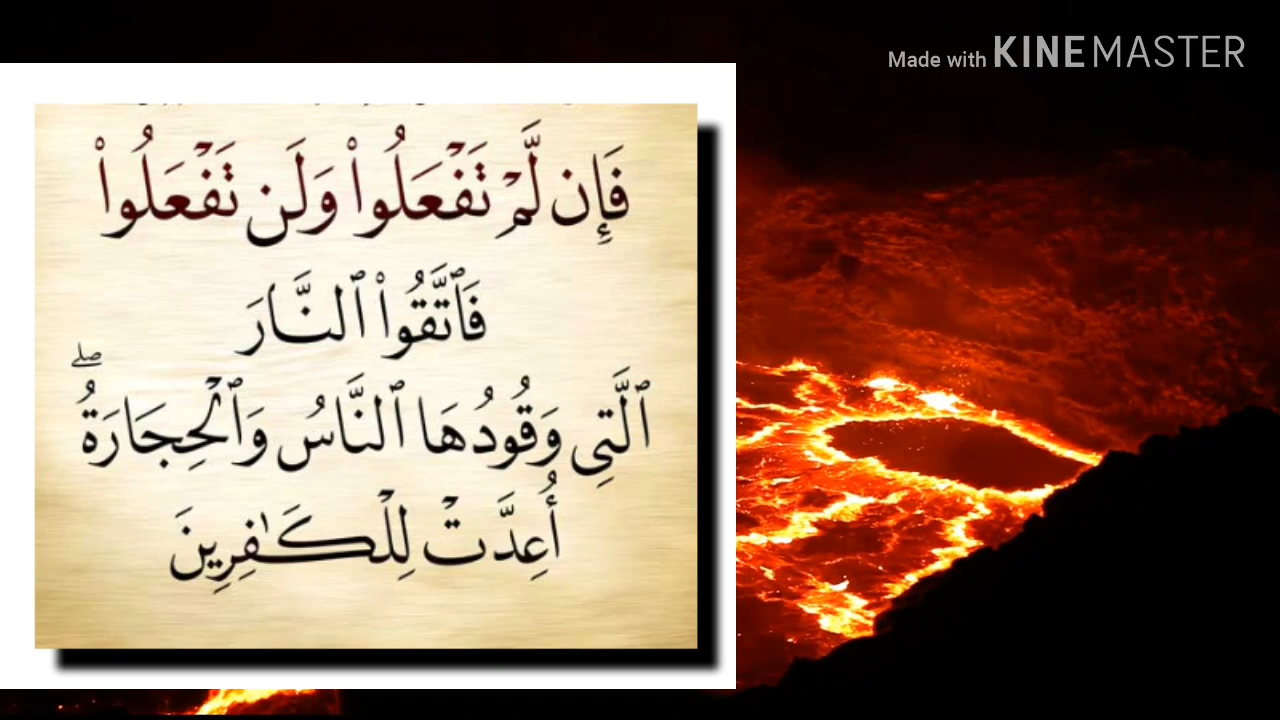 Made with KINEMASTER
فَإِن لَّمْ تَفْعَلُوا۟ وَلَن تَفْعَلُوا۟
فَٱتَّقُوا۟ ٱلنَّارَ
ٱلَّتِى وَقُودُهَا ٱلنَّاسُ وَٱلْحِجَارَةُ ۖ
أُعِدَّتْ لِلْكَـٰفِرِينَ